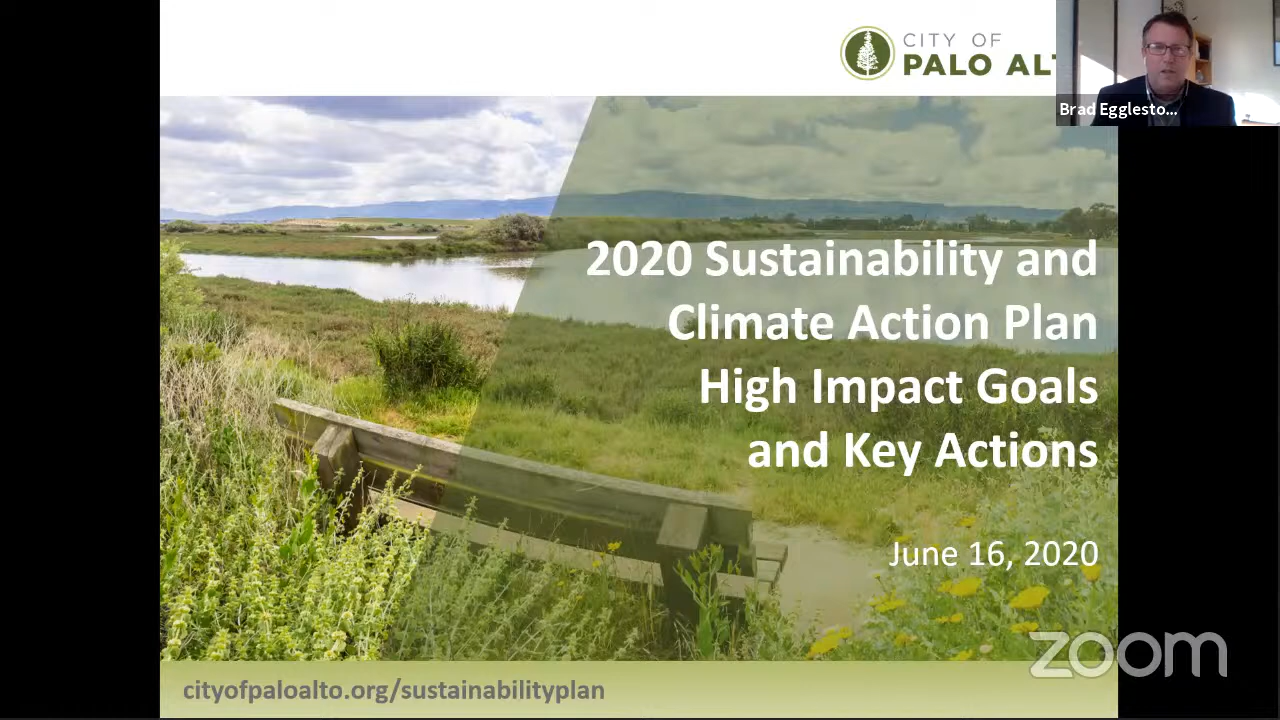 CITY OF
PALO AL
Brad Egglesto...
2020 Sustainability and
Climate Action Plan
High Impact Goals
and Key Actions
June 16, 2020
zoom
cityofpaloalto.org/sustainabilityplan